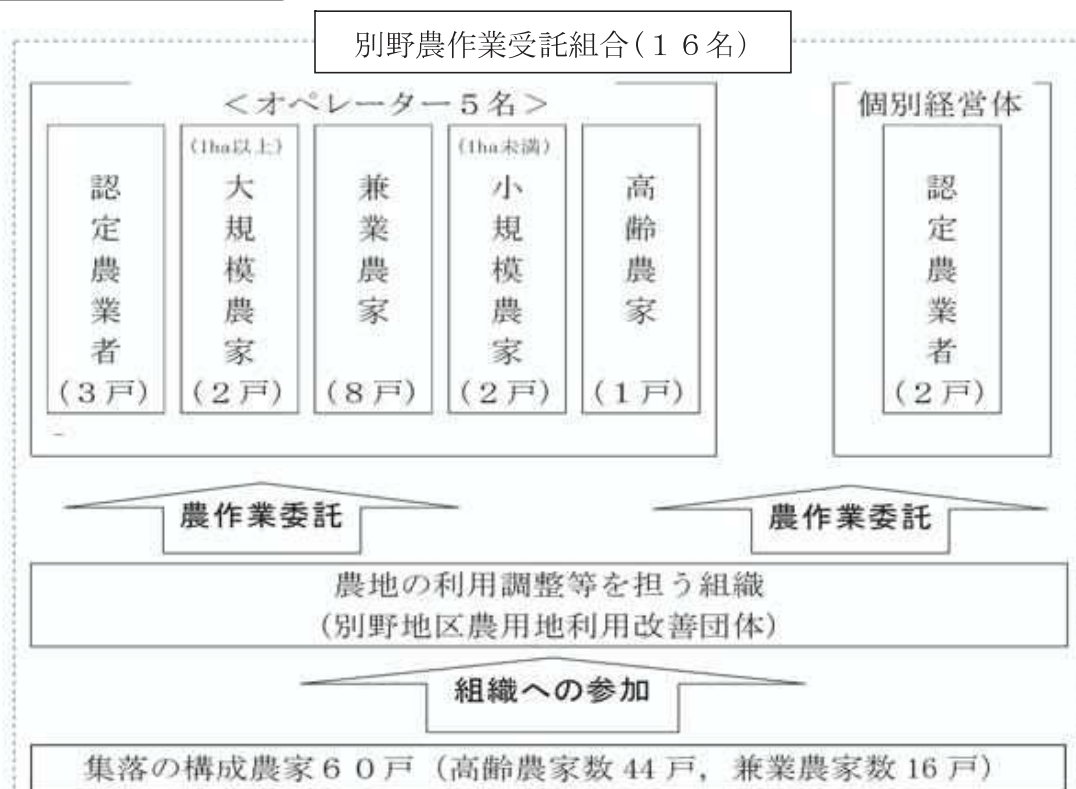 別野農作業受託組合(16名)
＜オペレーター5名＞
認定農業者
(3戸)
(1ha以上)
大規模農家
(2戸)
兼業農家
(8戸)
(1ha未満)
小規模農家
(2戸)
高齢農家
(1戸)
個別経営体
認定農業者
(2戸)
農作業委託
農作業委託
農地の利用調整等を担う組織
(別野地区農用地利用改善団体)
組織への参加
集落の構成農家60戸（高齢農家数44戸，兼業農家数16戸）